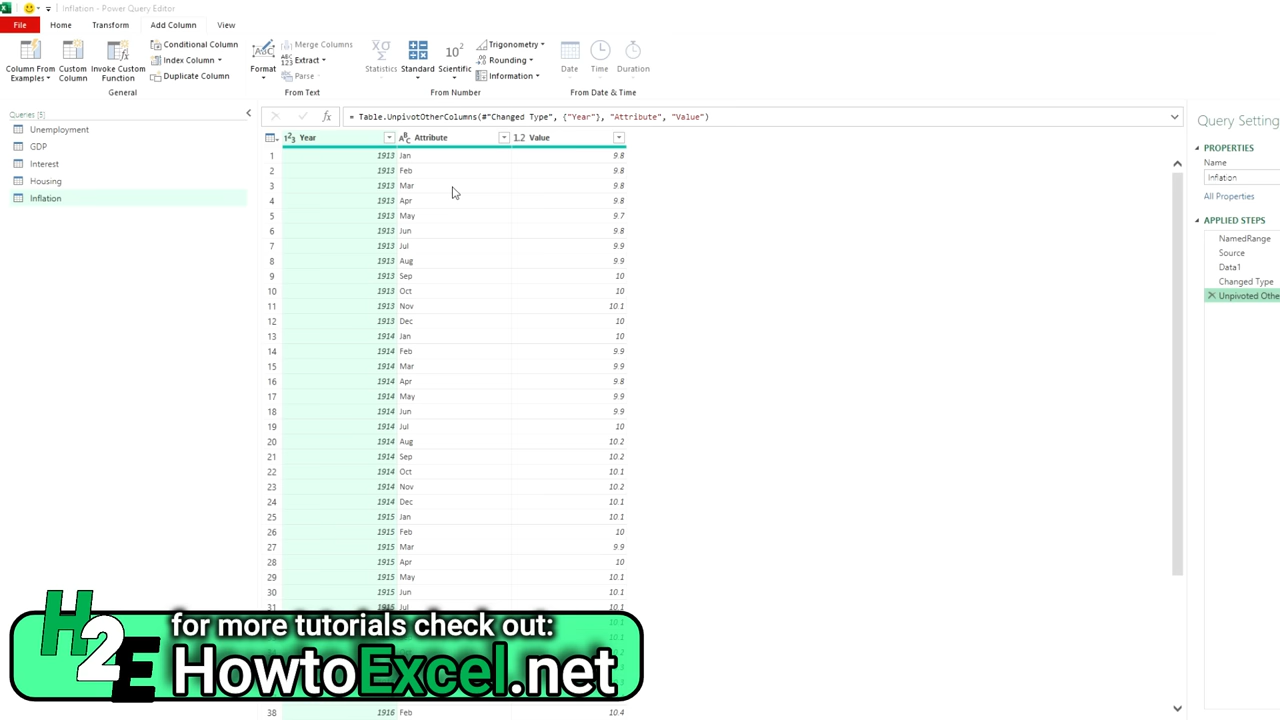 Inflation - Power Query Editor
File Home Transform Add Column View
Column From Examples
Custom Column
Invoke Custom Function
Conditional Column
Index Column
Duplicate Column
General
Format
Merge Columns
Extract
Parse
From Text
Statistics
Standard
Scientific
Trigonometry
Rounding
Information
From Number
Date
Time
Duration
From Date & Time
Queries [5]
Unemployment
GDP
Interest
Housing
Inflation
= Table.UnpivotOtherColumns(#"Changed Type", {"Year"}, "Attribute", "Value")
Year Attribute Value
1 1913 Jan 9.8
2 1913 Feb 9.8
3 1913 Mar 9.8
4 1913 Apr 9.8
5 1913 May 9.7
6 1913 Jun 9.8
7 1913 Jul 9.9
8 1913 Aug 9.9
9 1913 Sep 10
10 1913 Oct 10
11 1913 Nov 10.1
12 1913 Dec 10
13 1914 Jan 10
14 1914 Feb 9.9
15 1914 Mar 9.9
16 1914 Apr 9.8
17 1914 May 9.9
18 1914 Jun 9.9
19 1914 Jul 10
20 1914 Aug 10.2
21 1914 Sep 10.2
22 1914 Oct 10.1
23 1914 Nov 10.2
24 1914 Dec 10.1
25 1915 Jan 10.1
26 1915 Feb 10
27 1915 Mar 9.9
28 1915 Apr 10
29 1915 May 10.1
30 1915 Jun 10.1
31 1915 Jul 10.1
38 1916 Feb 10.4
Query Setting
PROPERTIES
Name
Inflation
All Properties
APPLIED STEPS
NamedRange
Source
Data1
Changed Type
Unpivoted Othe
H2E
for more tutorials check out:
HowtoExcel.net